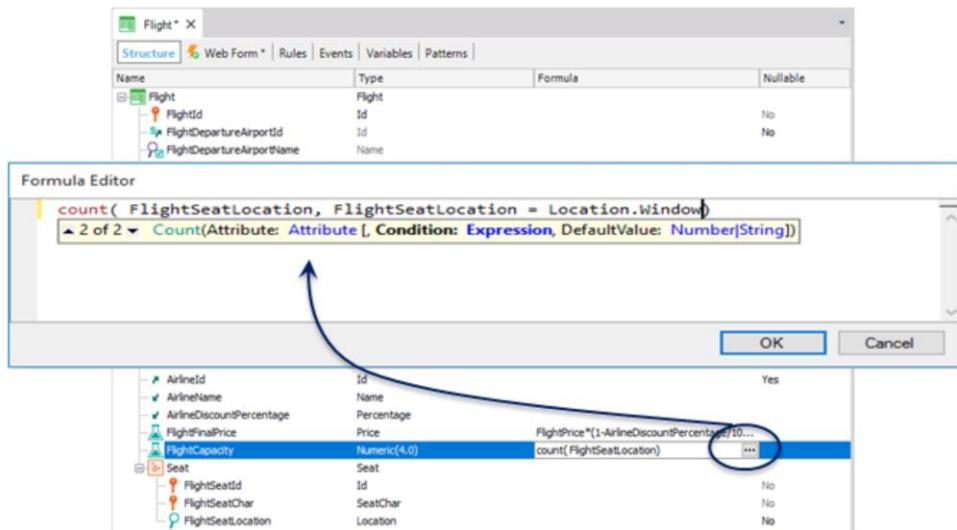 Flight *
Structure Web Form * Rules Events Variables Patterns
Name Type Formula Nullable
Flight Flight
FlightId Id No
FlightDepartureAirportId Id No
FlightDepartureAirportName Name
Formula Editor
count( FlightSeatLocation, FlightSeatLocation = Location.Window)
2 of 2 Count(Attribute: Attribute [, Condition: Expression, DefaultValue: Number|String])
OK Cancel
AirlineId Id Yes
AirlineName Name
AirlineDiscountPercentage Percentage
FlightFinalPrice Price FlightPrice*(1-AirlineDiscountPercentage/10...
FlightCapacity Numeric(4.0) count( FlightSeatLocation) ...
Seat Seat
FlightSeatId Id No
FlightSeatChar SeatChar No
FlightSeatLocation Location No